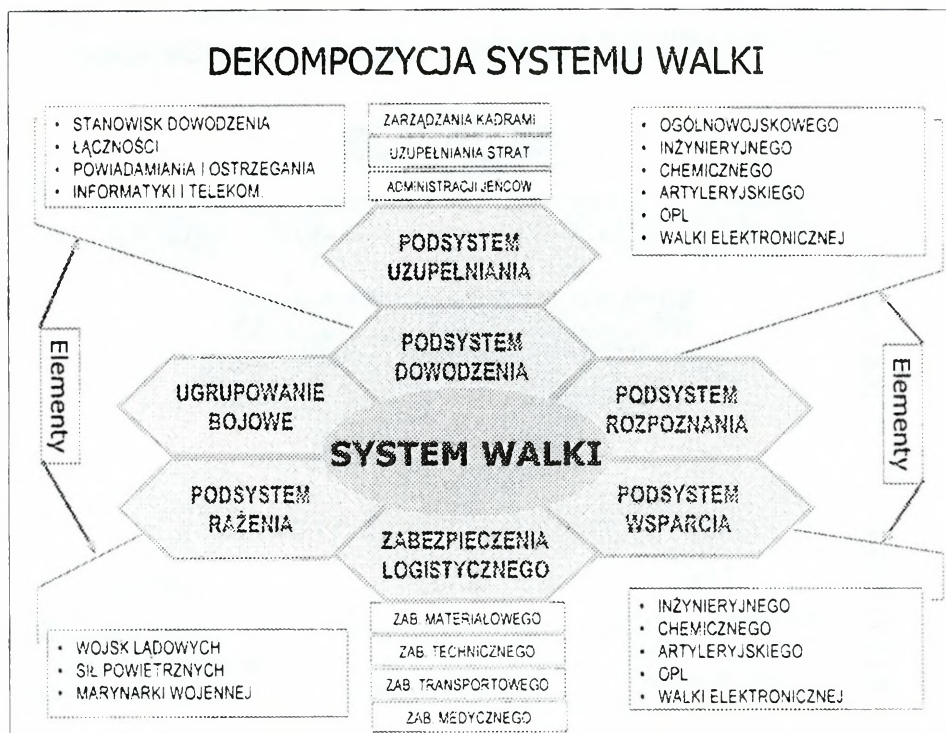 DEKOMPOZYCJA SYSTEMU WALKI
• STANOWISK DOWODZENIA
• ŁĄCZNOŚCI
• POWIADAMIANIA I OSTRZEGANIA
• INFORMATYKI I TELEKOM.
ZARZĄDZANIA KADRAMI
UZUPEŁNIANIA STRAT
ADMINISTRACJI JEŃCÓW
• OGÓLNOWOJSKOWEGO
• INŻYNIERYJNEGO
• CHEMICZNEGO
• ARTYLERYJSKIEGO
• OPL
• WALKI ELEKTRONICZNEJ
PODSYSTEM
UZUPEŁNIANIA
PODSYSTEM
DOWODZENIA
Elementy
UGRUPOWANIE
BOJOWE
PODSYSTEM
ROZPOZNANIA
Elementy
SYSTEM WALKI
PODSYSTEM
RAŻENIA
PODSYSTEM
WSPARCIA
ZABEZPIECZENIA
LOGISTYCZNEGO
• WOJSK LĄDOWYCH
• SIŁ POWIETRZNYCH
• MARYNARKI WOJENNEJ
ZAB. MATERIAŁOWEGO
ZAB. TECHNICZNEGO
ZAB. TRANSPORTOWEGO
ZAB. MEDYCZNEGO
• INŻYNIERYJNEGO
• CHEMICZNEGO
• ARTYLERYJSKIEGO
• OPL
• WALKI ELEKTRONICZNEJ